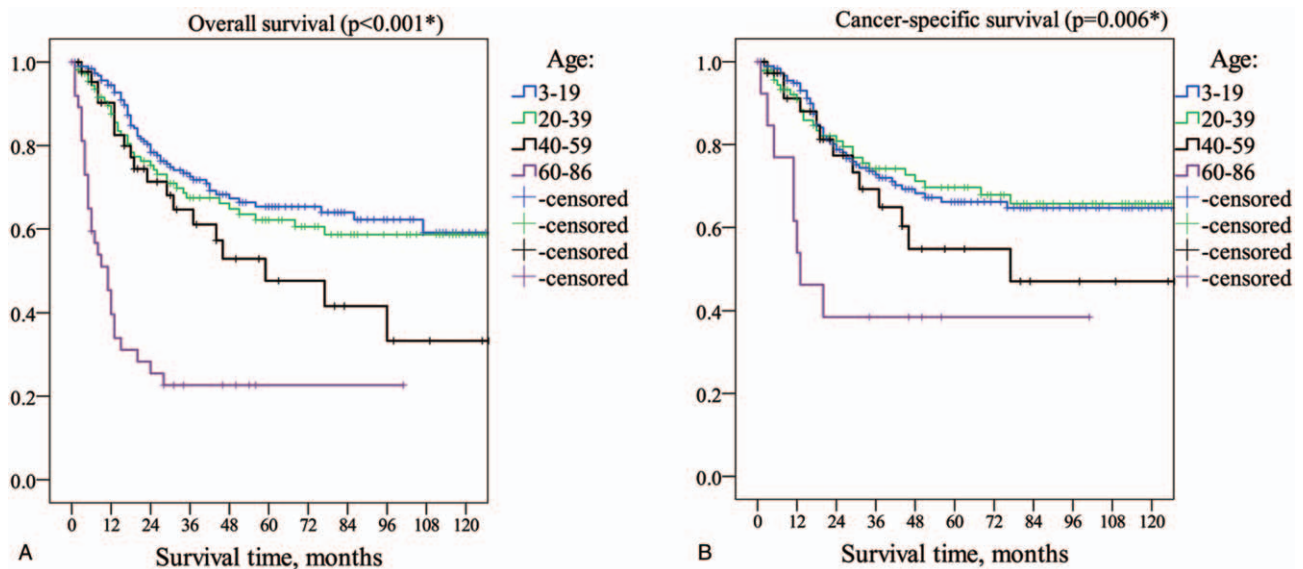 Overall survival (p<0.001*)
1.0
0.8
0.6
0.4
0.2
0.0
0 12 24 36 48 60 72 84 96 108 120
Survival time, months
A
Age:
3-19
20-39
40-59
60-86
-censored
-censored
-censored
-censored
Cancer-specific survival (p=0.006*)
1.0
0.8
0.6
0.4
0.2
0.0
0 12 24 36 48 60 72 84 96 108 120
Survival time, months
B
Age:
3-19
20-39
40-59
60-86
-censored
-censored
-censored
-censored